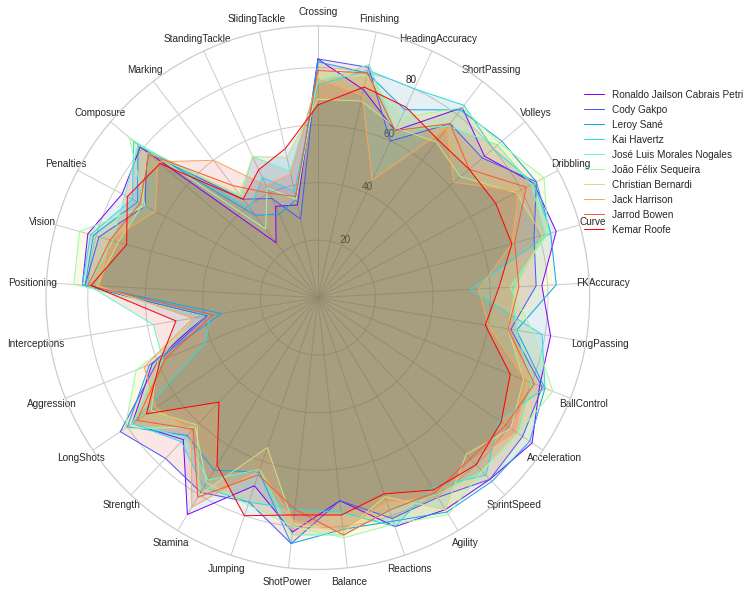 Crossing
Finishing
HeadingAccuracy
ShortPassing
Volleys
Dribbling
Curve
FKAccuracy
LongPassing
BallControl
Acceleration
SprintSpeed
Agility
Reactions
Balance
ShotPower
Jumping
Stamina
Strength
LongShots
Aggression
Interceptions
Positioning
Vision
Penalties
Composure
Marking
StandingTackle
SlidingTackle
20
40
60
80
Ronaldo Jailson Cabrais Petri
Cody Gakpo
Leroy Sané
Kai Havertz
José Luis Morales Nogales
João Félix Sequeira
Christian Bernardi
Jack Harrison
Jarrod Bowen
Kemar Roofe